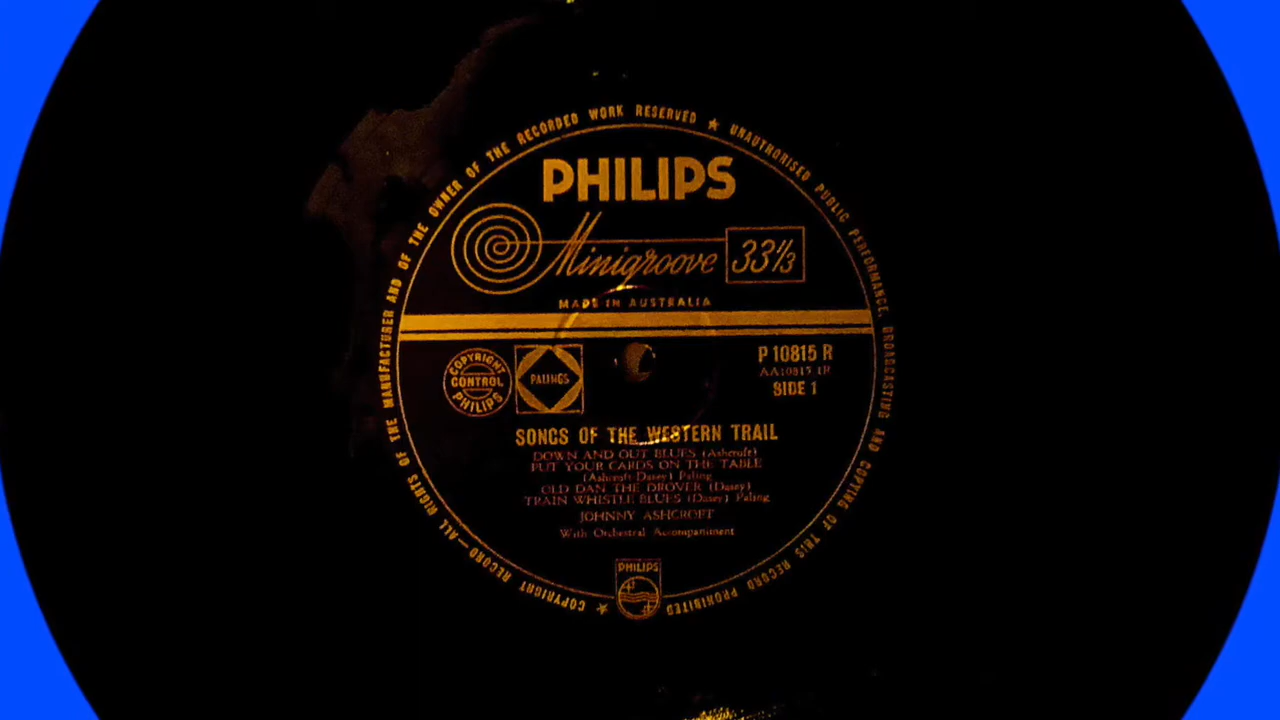 COPYRIGHT RECORD—ALL RIGHTS OF THE MANUFACTURER AND OF THE OWNER OF THE RECORDED WORK RESERVED ★ UNAUTHORISED PUBLIC PERFORMANCE, BROADCASTING AND COPYING OF THIS RECORD PROHIBITED ★
PHILIPS
Minigroove 33⅓
MADE IN AUSTRALIA
COPYRIGHT CONTROL PHILIPS
PALINGS
P 10815 R
AA10815 1R
SIDE 1
SONGS OF THE WESTERN TRAIL
DOWN AND OUT BLUES (Ashcroft)
PUT YOUR CARDS ON THE TABLE
(Ashcroft-Dasey) Paling
OLD DAN THE DROVER (Dasey)
TRAIN WHISTLE BLUES (Dasey) Paling
JOHNNY ASHCROFT
With Orchestral Accompaniment
PHILIPS